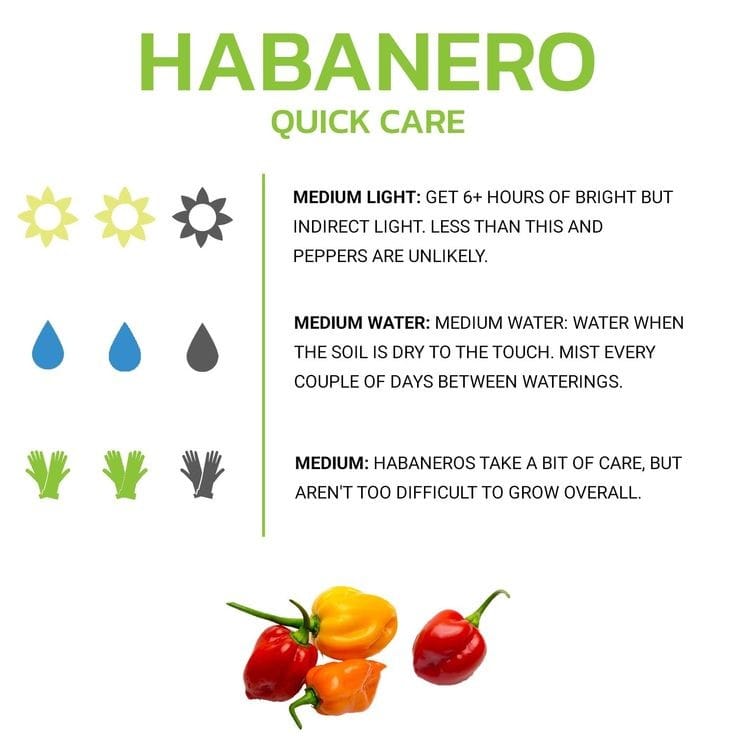 HABANERO
QUICK CARE
MEDIUM LIGHT: GET 6+ HOURS OF BRIGHT BUT
INDIRECT LIGHT. LESS THAN THIS AND
PEPPERS ARE UNLIKELY.
MEDIUM WATER: MEDIUM WATER: WATER WHEN
THE SOIL IS DRY TO THE TOUCH. MIST EVERY
COUPLE OF DAYS BETWEEN WATERINGS.
MEDIUM: HABANEROS TAKE A BIT OF CARE, BUT
AREN'T TOO DIFFICULT TO GROW OVERALL.